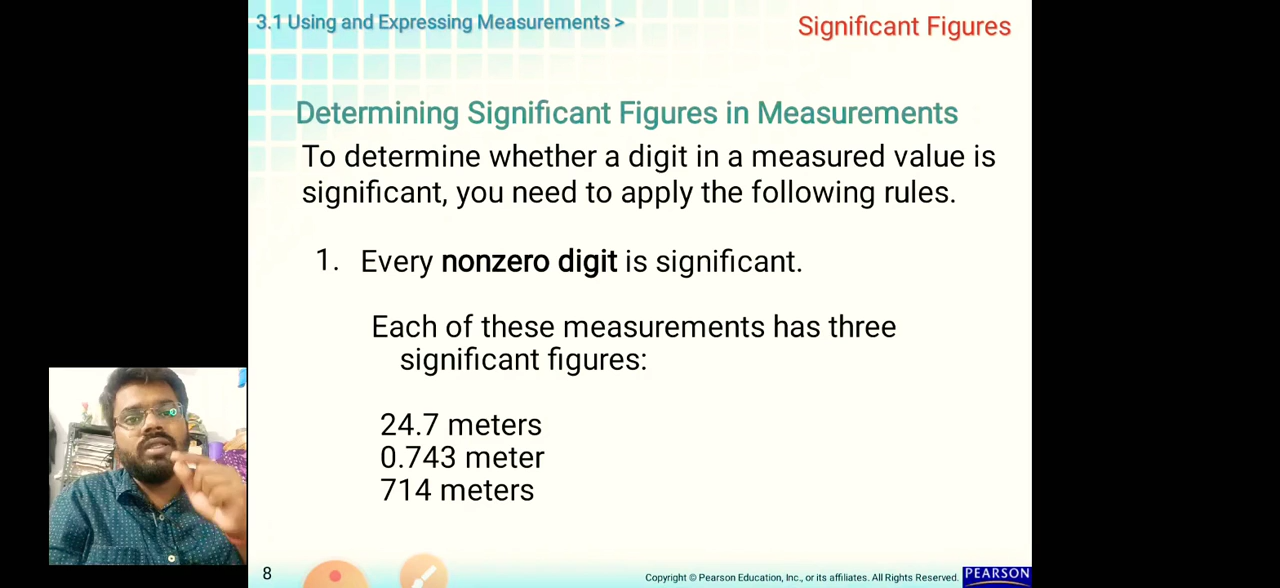 3.1 Using and Expressing Measurements >
Significant Figures
Determining Significant Figures in Measurements
To determine whether a digit in a measured value is
significant, you need to apply the following rules.
1. Every nonzero digit is significant.
Each of these measurements has three
significant figures:
24.7 meters
0.743 meter
714 meters
8
Copyright © Pearson Education, Inc., or its affiliates. All Rights Reserved.
PEARSON